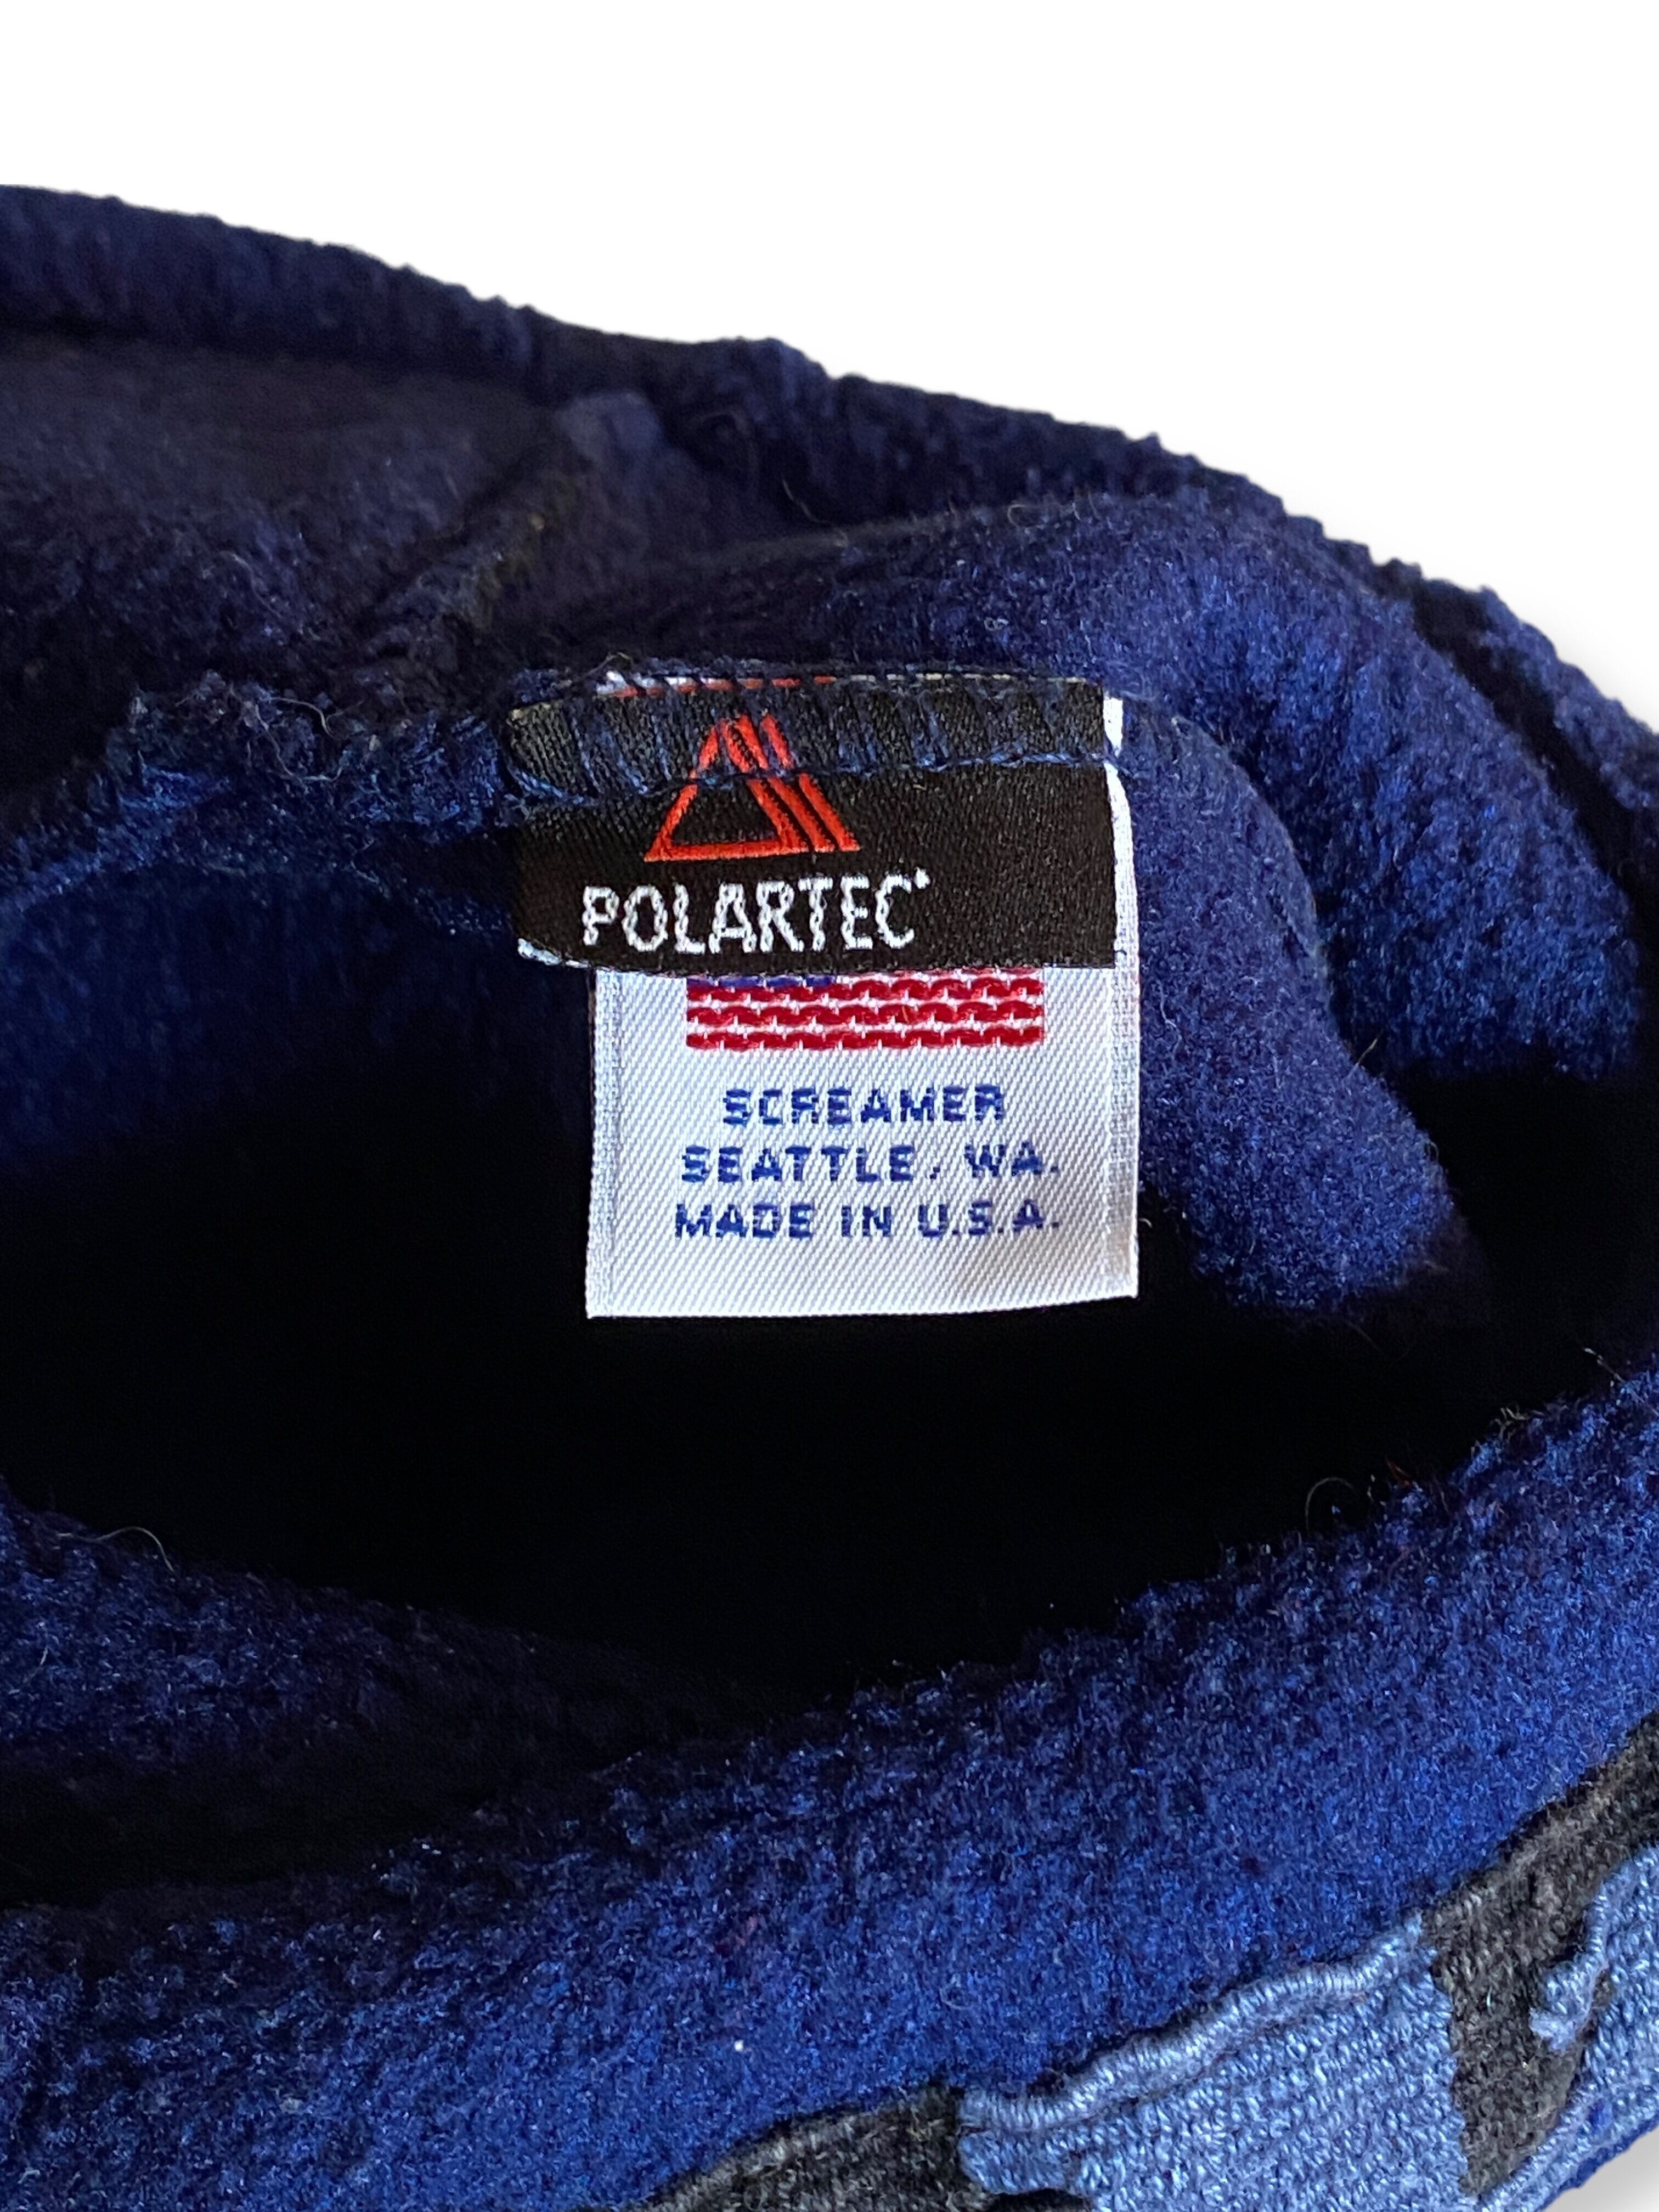 POLARTEC®
SCREAMER
SEATTLE, WA.
MADE IN U.S.A.